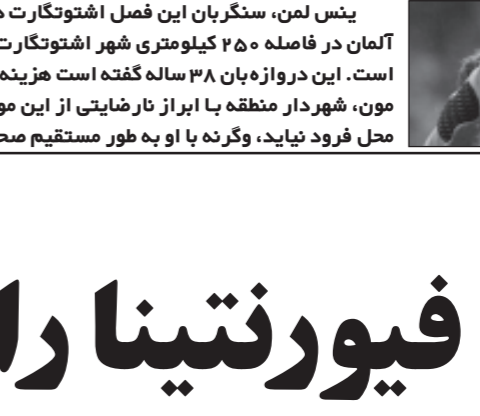 ینس لمن، سنگربان این فصل اشتوتگارت
آلمان در فاصله ۲۵۰ کیلومتری شهر اشتوتگارت
است. این دروازه‌بان ۳۸ ساله گفته است هزینه
مون، شهردار منطقه با ابراز نارضایتی از این
محل فرود نیاید، وگرنه با او به طور مستقیم
فیورنتینا را